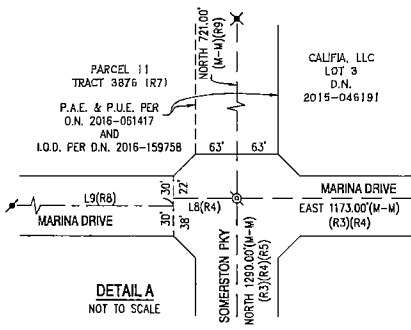 NORTH 721.00'
(M-M)(R9)
PARCEL 11
TRACT 3876 (R7)
P.A.E. & P.U.E. PER
D.N. 2016-061417
AND
I.O.D. PER D.N. 2016-159758
CALIFIA, LLC
LOT 3
D.N.
2015-046191
63' 63'
30' 22'
L9(R8)
L8(R4)
MARINA DRIVE
30' 38'
MARINA DRIVE
EAST 1173.00'(M-M)
(R3)(R4)
SOMERSTON PKY
NORTH 1290.00'(M-M)
(R3)(R4)(R5)
DETAIL A
NOT TO SCALE